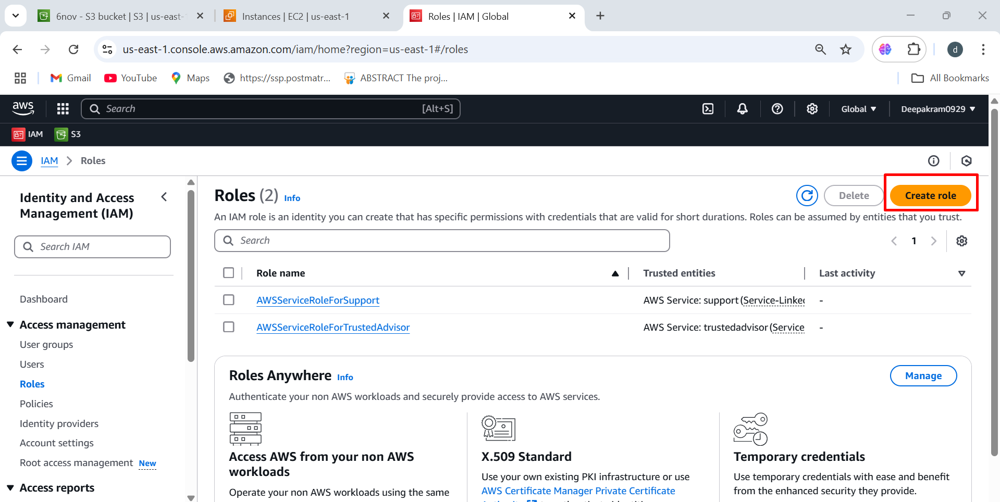 6nov - S3 bucket | S3 | us-east-
Instances | EC2 | us-east-1
Roles | IAM | Global
us-east-1.console.aws.amazon.com/iam/home?region=us-east-1#/roles
d
Gmail
YouTube
Maps
https://ssp.postmatr...
ABSTRACT The proj...
All Bookmarks
aws
Search
[Alt+S]
Global
Deepakram0929
IAM
S3
IAM
Roles
Identity and Access
Management (IAM)
Search IAM
Dashboard
Access management
User groups
Users
Roles
Policies
Identity providers
Account settings
Root access management New
Access reports
Roles (2) Info
Delete
Create role
An IAM role is an identity you can create that has specific permissions with credentials that are valid for short durations. Roles can be assumed by entities that you trust.
Search
1
Role name
Trusted entities
Last activity
AWSServiceRoleForSupport
AWS Service: support (Service-Linked
-
AWSServiceRoleForTrustedAdvisor
AWS Service: trustedadvisor (Service
-
Roles Anywhere Info
Manage
Authenticate your non AWS workloads and securely provide access to AWS services.
Access AWS from your non AWS
workloads
Operate your non AWS workloads using the same
X.509 Standard
Use your own existing PKI infrastructure or use
AWS Certificate Manager Private Certificate
Temporary credentials
Use temporary credentials with ease and benefit
from the enhanced security they provide.